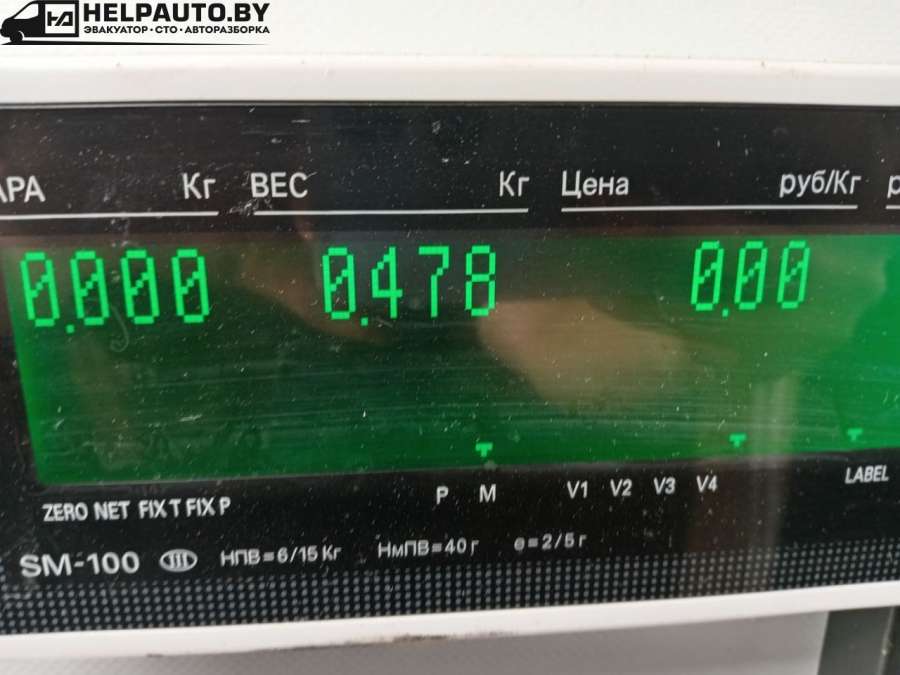 HELPAUTO.BY
ЭВАКУАТОР • СТО • АВТОРАЗБОРКА
АРА Кг ВЕС Кг Цена руб/Кг р
0.000 0.478 0.00
P M V1 V2 V3 V4 LABEL
ZERO NET FIX T FIX P
SM-100 III НПВ=6/15 Кг НмПВ=40 г e=2/5 г